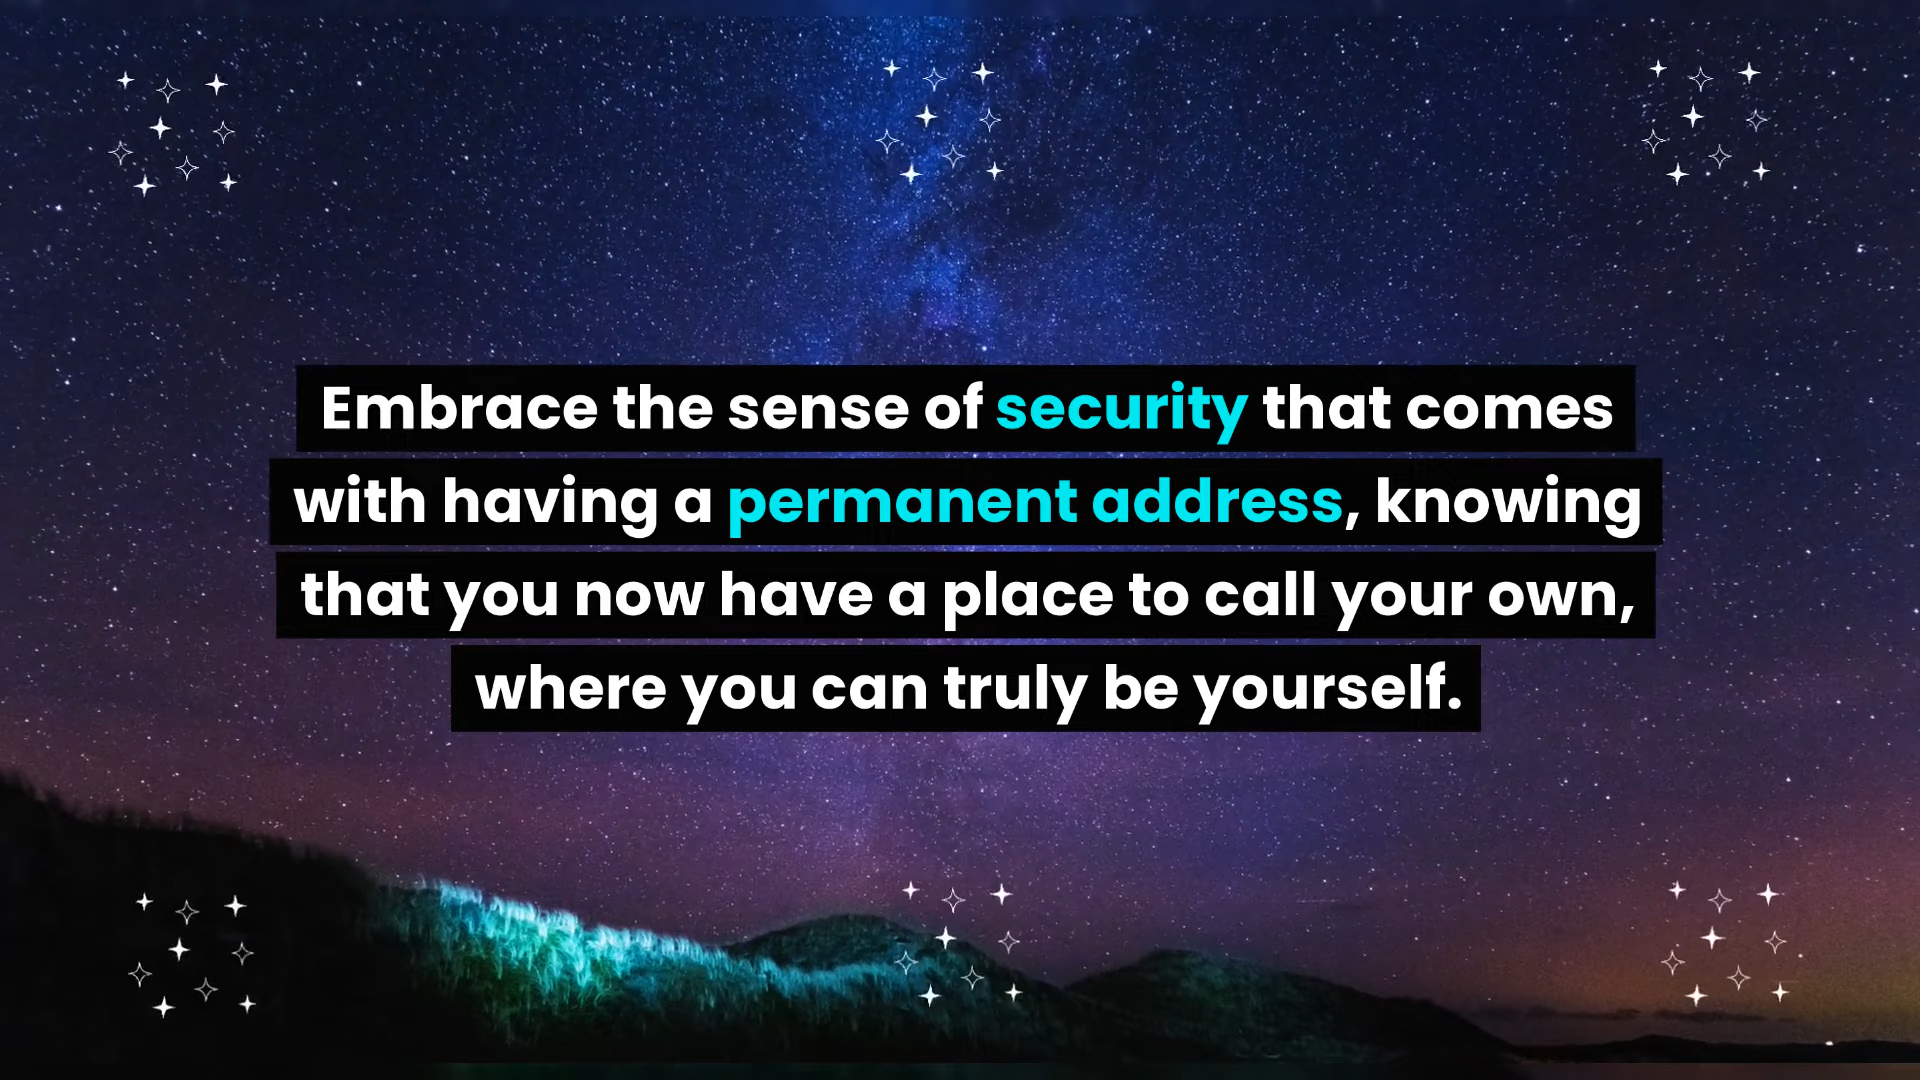 Embrace the sense of security that comes
with having a permanent address, knowing
that you now have a place to call your own,
where you can truly be yourself.